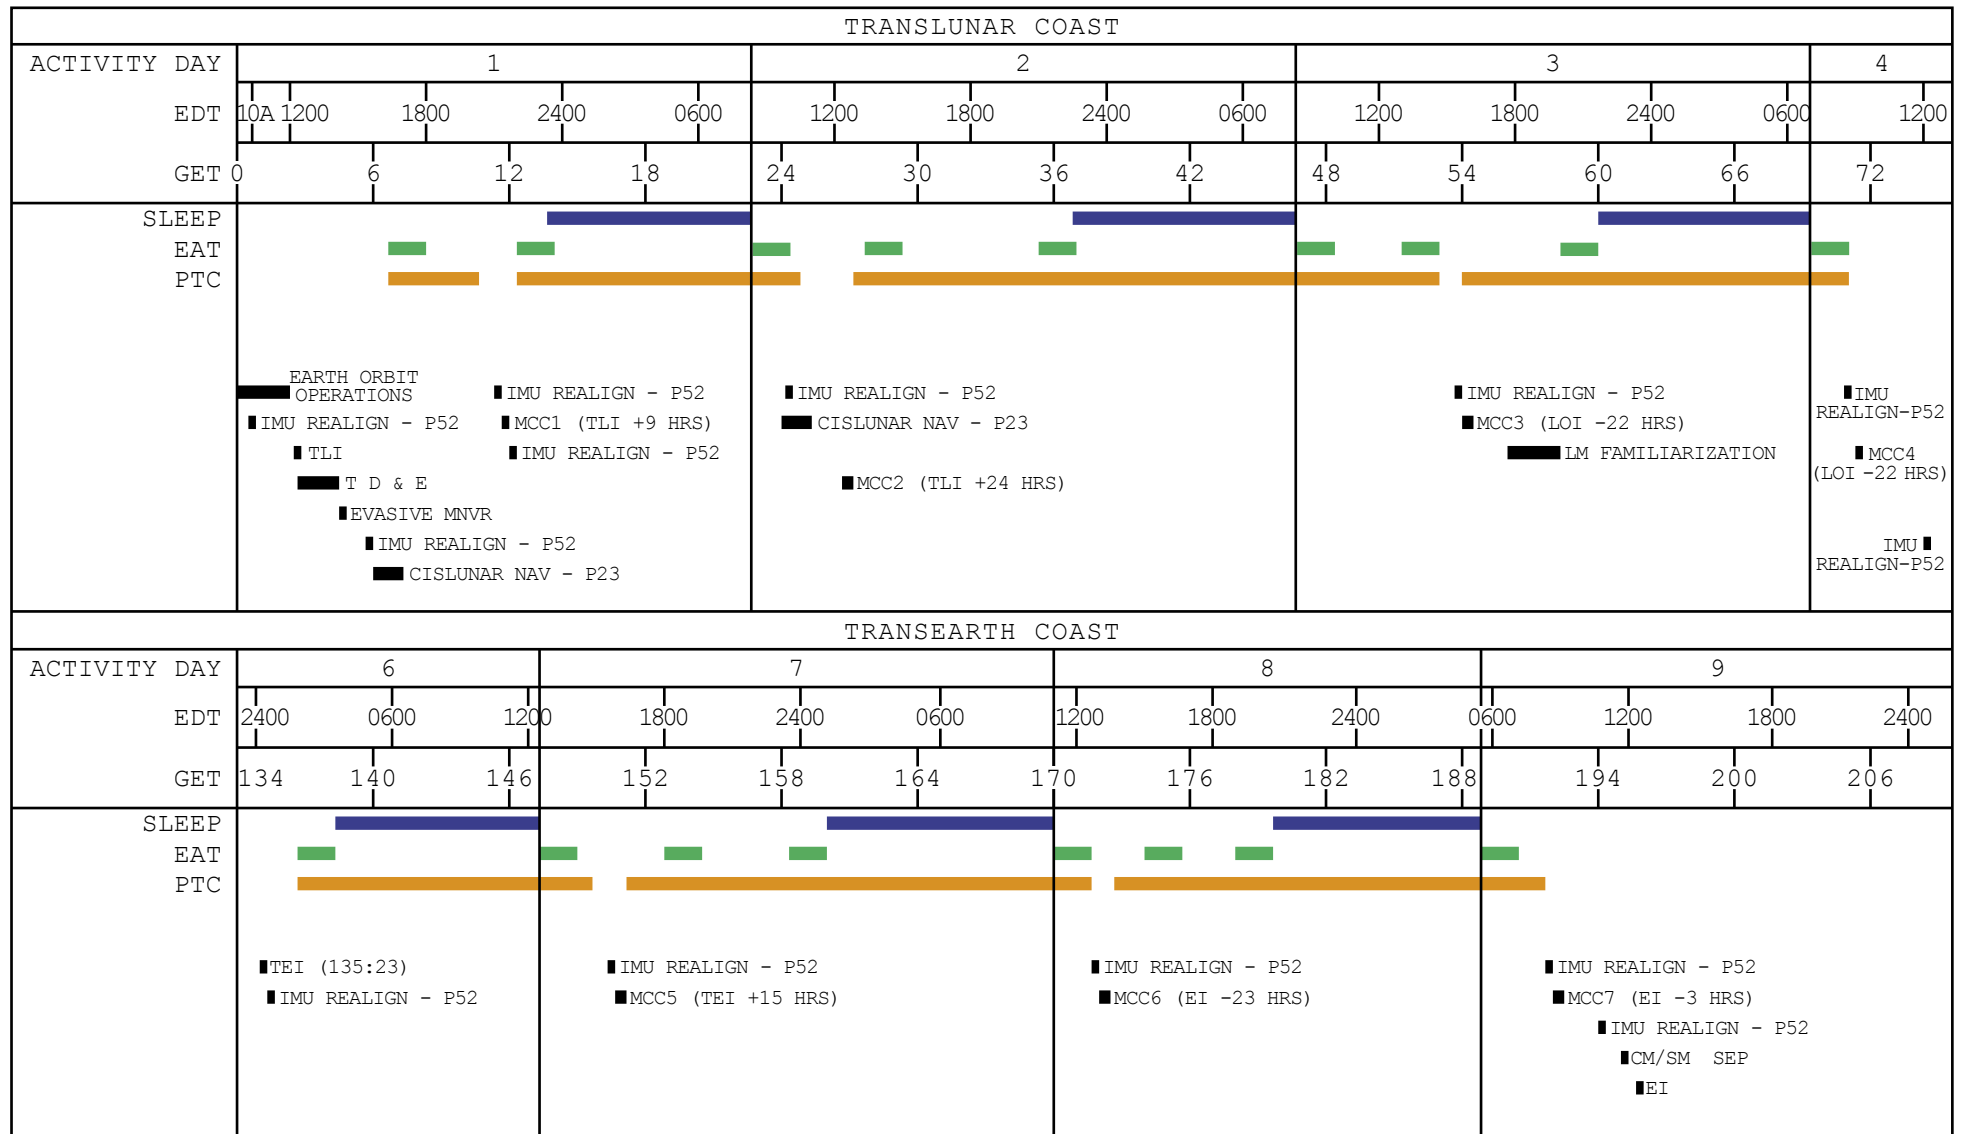 TRANSLUNAR COAST
ACTIVITY DAY 1 2 3 4
EDT 10A 1200 1800 2400 0600 1200 1800 2400 0600 1200 1800 2400 0600 1200
GET 0 6 12 18 24 30 36 42 48 54 60 66 72
SLEEP
EAT
PTC
EARTH ORBIT
OPERATIONS
IMU REALIGN - P52
TLI
T D & E
EVASIVE MNVR
IMU REALIGN - P52
CISLUNAR NAV - P23
IMU REALIGN - P52
MCC1 (TLI +9 HRS)
IMU REALIGN - P52
IMU REALIGN - P52
CISLUNAR NAV - P23
MCC2 (TLI +24 HRS)
IMU REALIGN - P52
MCC3 (LOI -22 HRS)
LM FAMILIARIZATION
IMU
REALIGN-P52
MCC4
(LOI -22 HRS)
IMU
REALIGN-P52
TRANSEARTH COAST
ACTIVITY DAY 6 7 8 9
EDT 2400 0600 1200 1800 2400 0600 1200 1800 2400 0600 1200 1800 2400
GET 134 140 146 152 158 164 170 176 182 188 194 200 206
SLEEP
EAT
PTC
TEI (135:23)
IMU REALIGN - P52
IMU REALIGN - P52
MCC5 (TEI +15 HRS)
IMU REALIGN - P52
MCC6 (EI -23 HRS)
IMU REALIGN - P52
MCC7 (EI -3 HRS)
IMU REALIGN - P52
CM/SM SEP
EI